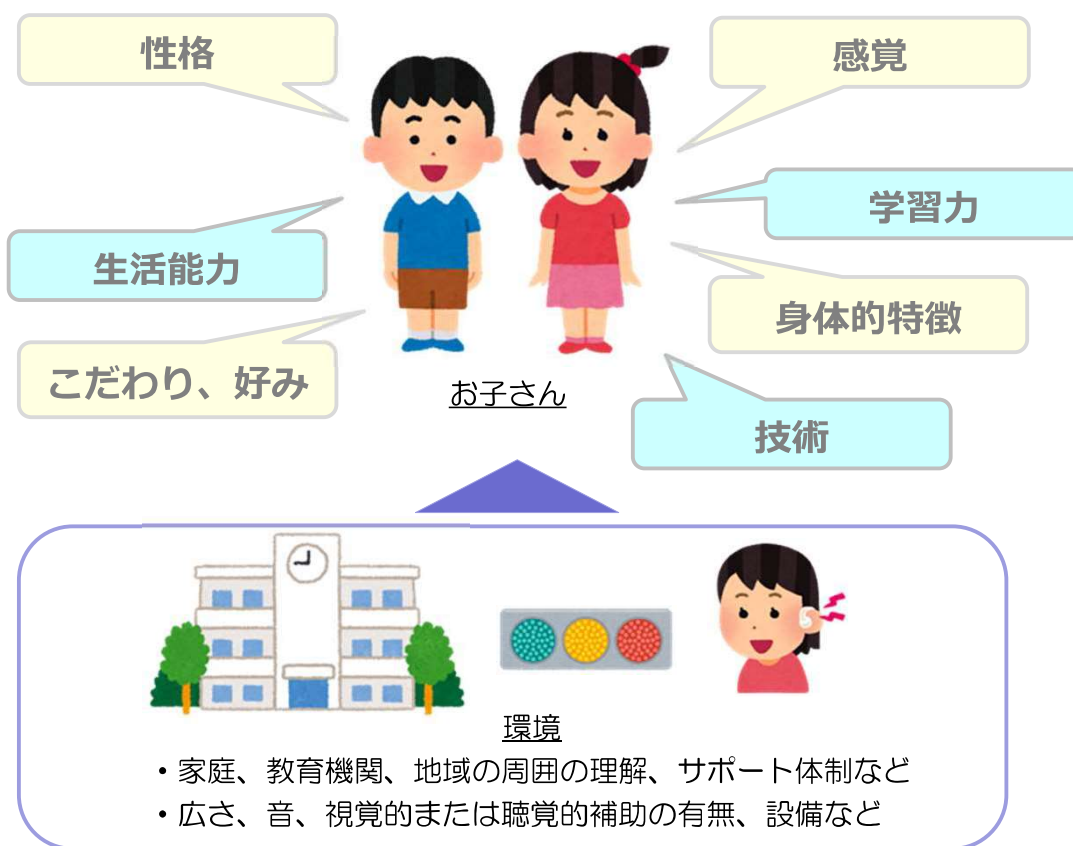 性格
感覚
学習力
生活能力
身体的特徴
こだわり、好み
お子さん
技術
環境
・家庭、教育機関、地域の周囲の理解、サポート体制など
・広さ、音、視覚的または聴覚的補助の有無、設備など